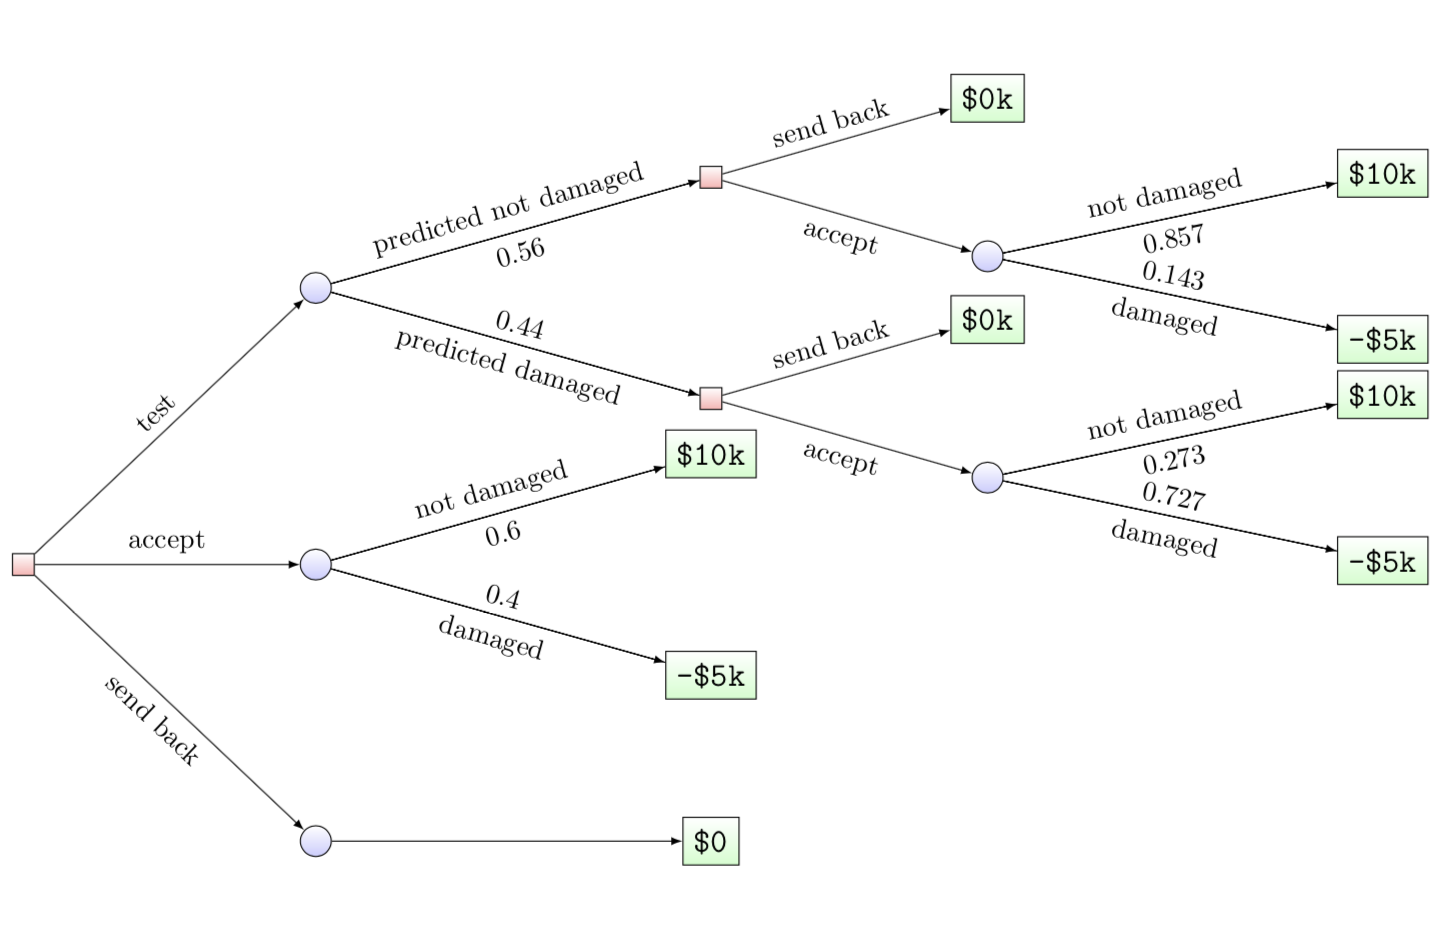 $0k
send back
not damaged
$10k
predicted not damaged
0.857
0.56
accept
0.143
damaged
-$5k
0.44
predicted damaged
send back
$0k
not damaged
$10k
test
accept
0.273
0.727
damaged
-$5k
not damaged
$10k
0.6
accept
0.4
damaged
-$5k
send back
$0